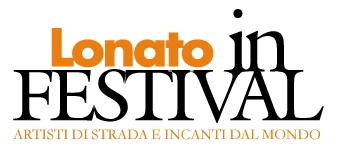 Lonato in
FESTIVAL
ARTISTI DI STRADA E INCANTI DAL MONDO